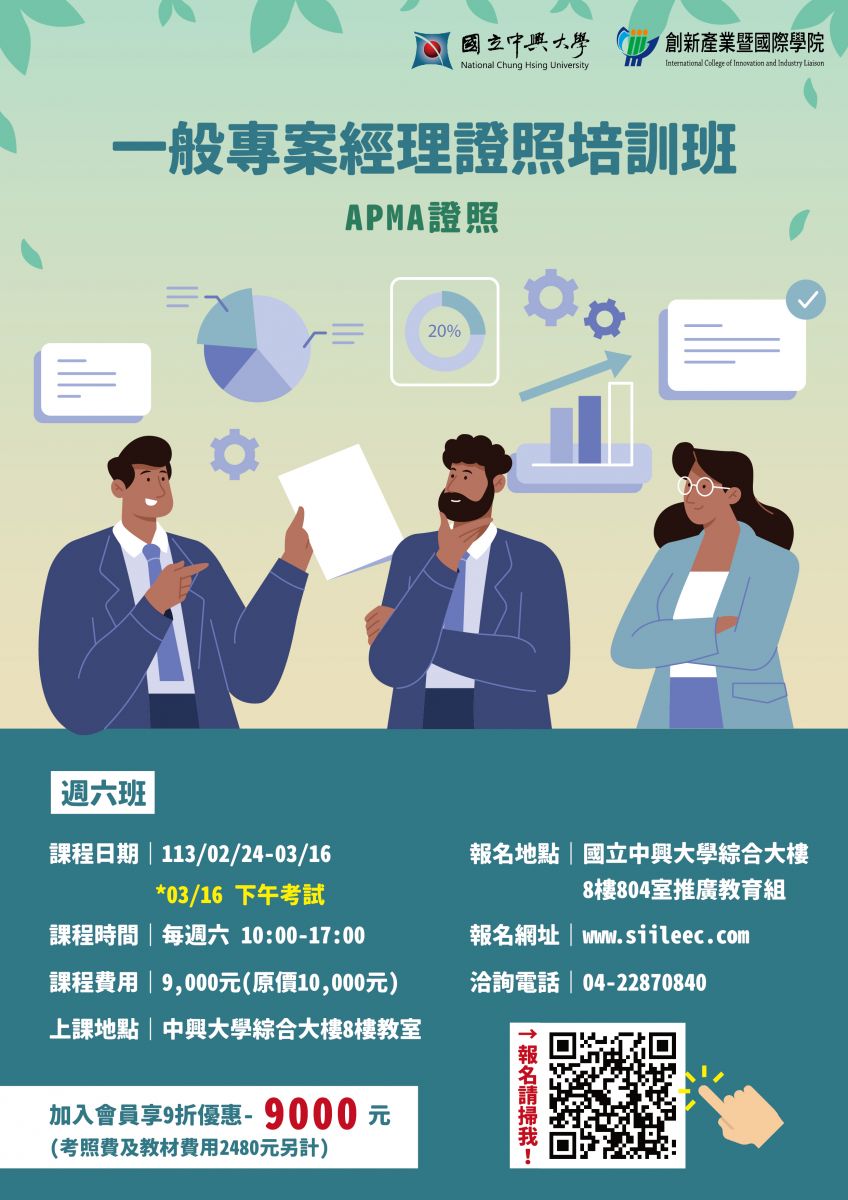 國立中興大學
National Chung Hsing University
創新產業暨國際學院
International College of Innovation and Industry Liaison
一般專案經理證照培訓班
APMA證照
20%
週六班
課程日期｜113/02/24-03/16
*03/16 下午考試
課程時間｜每週六 10:00-17:00
課程費用｜9,000元(原價10,000元)
上課地點｜中興大學綜合大樓8樓教室
報名地點｜國立中興大學綜合大樓
8樓804室推廣教育組
報名網址｜www.siileec.com
洽詢電話｜04-22870840
→報名請掃我！
加入會員享9折優惠- 9000 元
(考照費及教材費用2480元另計)